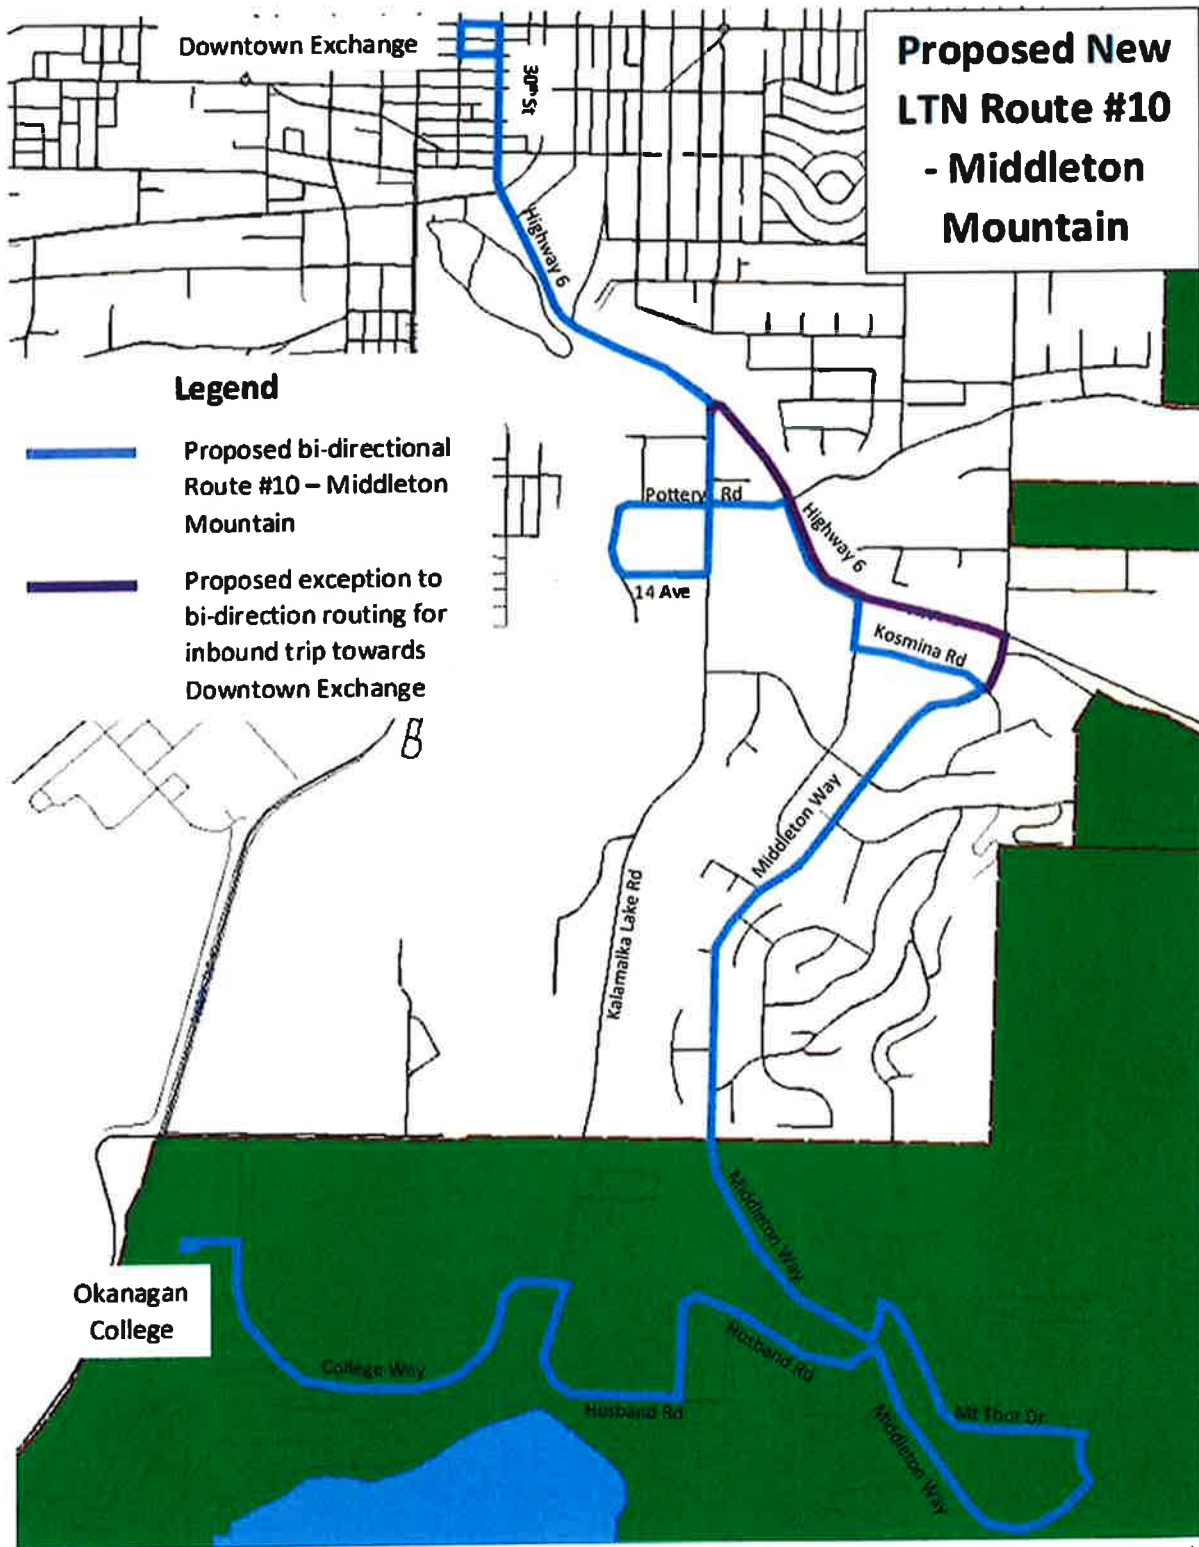 Downtown Exchange
30th St
Proposed New
LTN Route #10
- Middleton
Mountain
Highway 6
Legend
Proposed bi-directional
Route #10 – Middleton
Mountain
Proposed exception to
bi-direction routing for
inbound trip towards
Downtown Exchange
Pottery Rd
Highway 6
14 Ave
Kosmina Rd
8
Middleton Way
Kalamalka Lake Rd
Middleton Way
Okanagan
College
College Way
Husband Rd
Husband Rd
Mt Thor Dr
Middleton Way